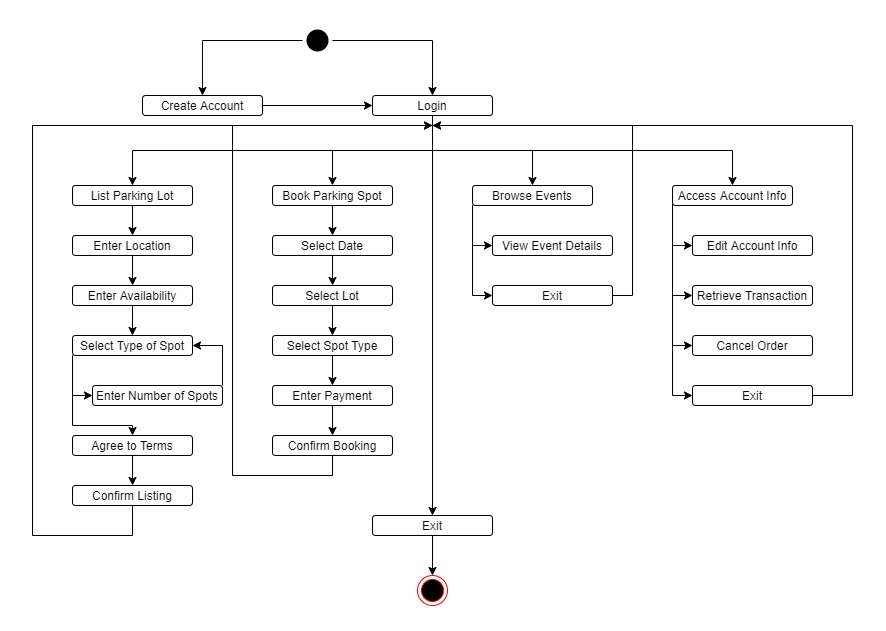 Create Account
Login
List Parking Lot
Book Parking Spot
Browse Events
Access Account Info
Enter Location
Select Date
View Event Details
Edit Account Info
Enter Availability
Select Lot
Exit
Retrieve Transaction
Select Type of Spot
Select Spot Type
Cancel Order
Enter Number of Spots
Enter Payment
Exit
Agree to Terms
Confirm Booking
Confirm Listing
Exit